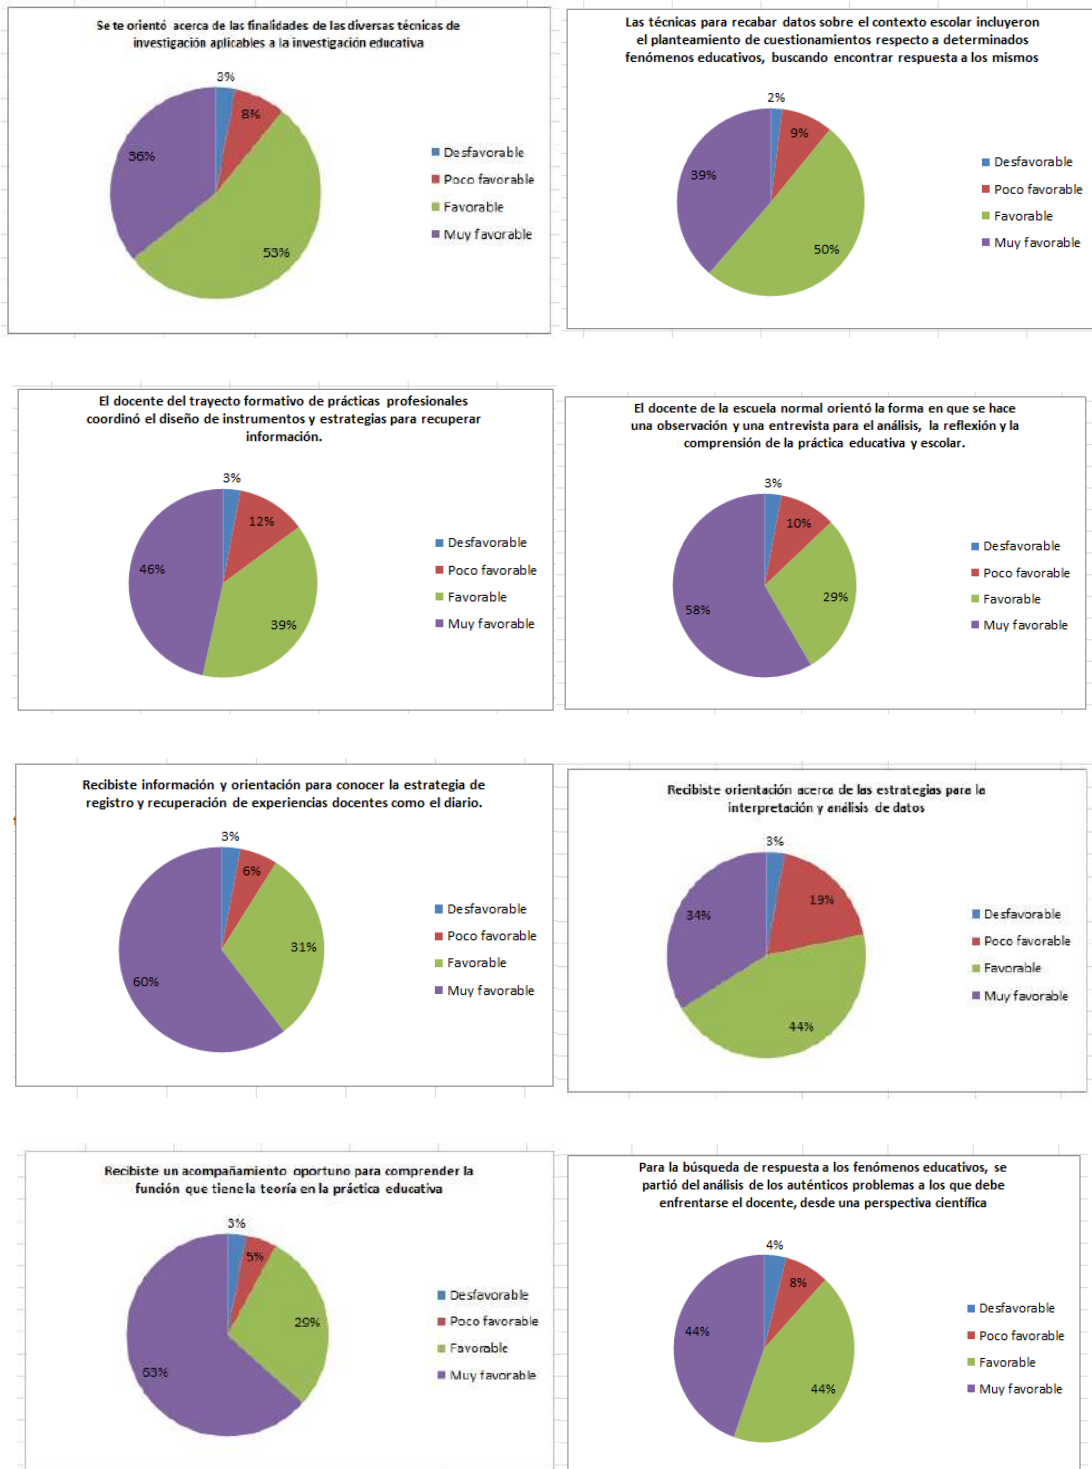 Se te orientó acerca de las finalidades de las diversas técnicas de
investigación aplicables a la investigación educativa
3%
8%
36%
53%
Desfavorable
Poco favorable
Favorable
Muy favorable
Las técnicas para recabar datos sobre el contexto escolar incluyeron
el planteamiento de cuestionamientos respecto a determinados
fenómenos educativos, buscando encontrar respuesta a los mismos
2%
9%
39%
50%
Desfavorable
Poco favorable
Favorable
Muy favorable
El docente del trayecto formativo de prácticas profesionales
coordinó el diseño de instrumentos y estrategias para recuperar
información.
3%
12%
46%
39%
Desfavorable
Poco favorable
Favorable
Muy favorable
El docente de la escuela normal orientó la forma en que se hace
una observación y una entrevista para el análisis, la reflexión y la
comprensión de la práctica educativa y escolar.
3%
10%
29%
58%
Desfavorable
Poco favorable
Favorable
Muy favorable
Recibiste información y orientación para conocer la estrategia de
registro y recuperación de experiencias docentes como el diario.
3%
6%
31%
60%
Desfavorable
Poco favorable
Favorable
Muy favorable
Recibiste orientación acerca de las estrategias para la
interpretación y análisis de datos
3%
19%
34%
44%
Desfavorable
Poco favorable
Favorable
Muy favorable
Recibiste un acompañamiento oportuno para comprender la
función que tiene la teoría en la práctica educativa
3%
5%
29%
63%
Desfavorable
Poco favorable
Favorable
Muy favorable
Para la búsqueda de respuesta a los fenómenos educativos, se
partió del análisis de los auténticos problemas a los que debe
enfrentarse el docente, desde una perspectiva científica
4%
8%
44%
44%
Desfavorable
Poco favorable
Favorable
Muy favorable